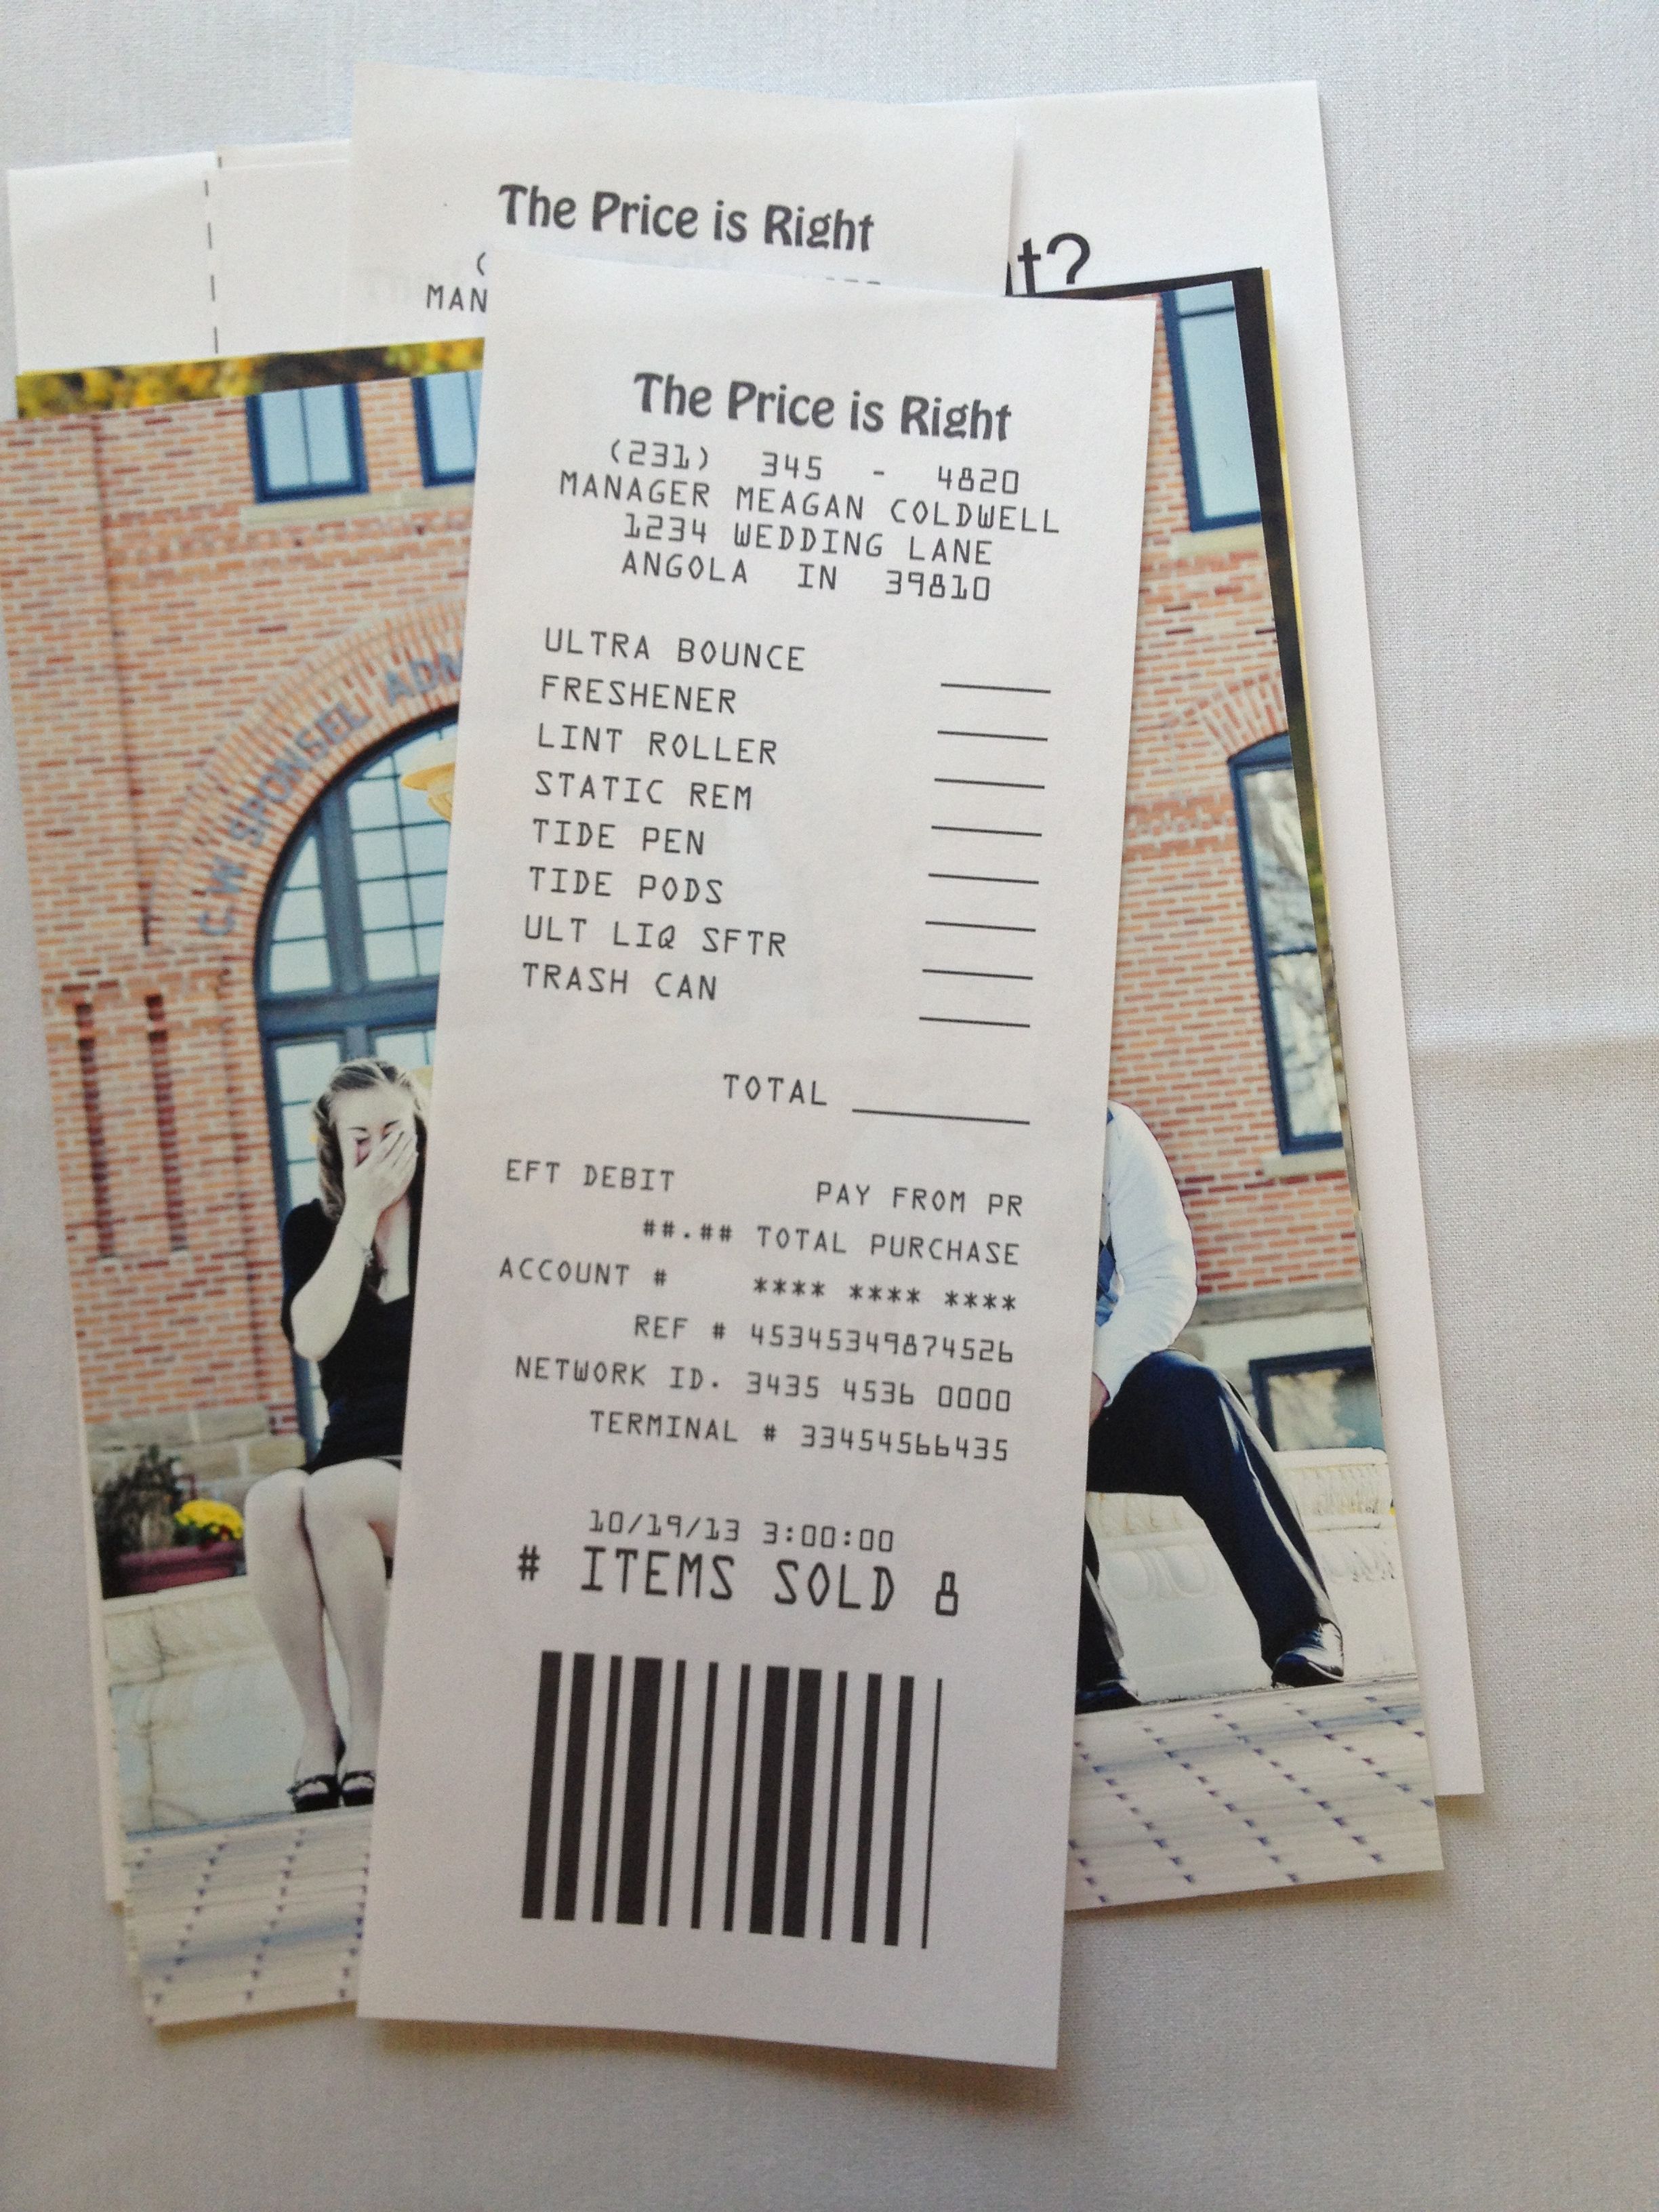 The Price is Right
(
MAN
t?
The Price is Right
(231) 345 - 4820
MANAGER MEAGAN COLDWELL
1234 WEDDING LANE
ANGOLA IN 39810
ULTRA BOUNCE
FRESHENER
LINT ROLLER
STATIC REM
TIDE PEN
TIDE PODS
ULT LIQ SFTR
TRASH CAN
TOTAL
EFT DEBIT PAY FROM PR
##.## TOTAL PURCHASE
ACCOUNT # **** **** ****
REF # 45345349874526
NETWORK ID. 3435 4536 0000
TERMINAL # 33454566435
10/19/13 3:00:00
# ITEMS SOLD 8
C.W. SPONSEL ADM